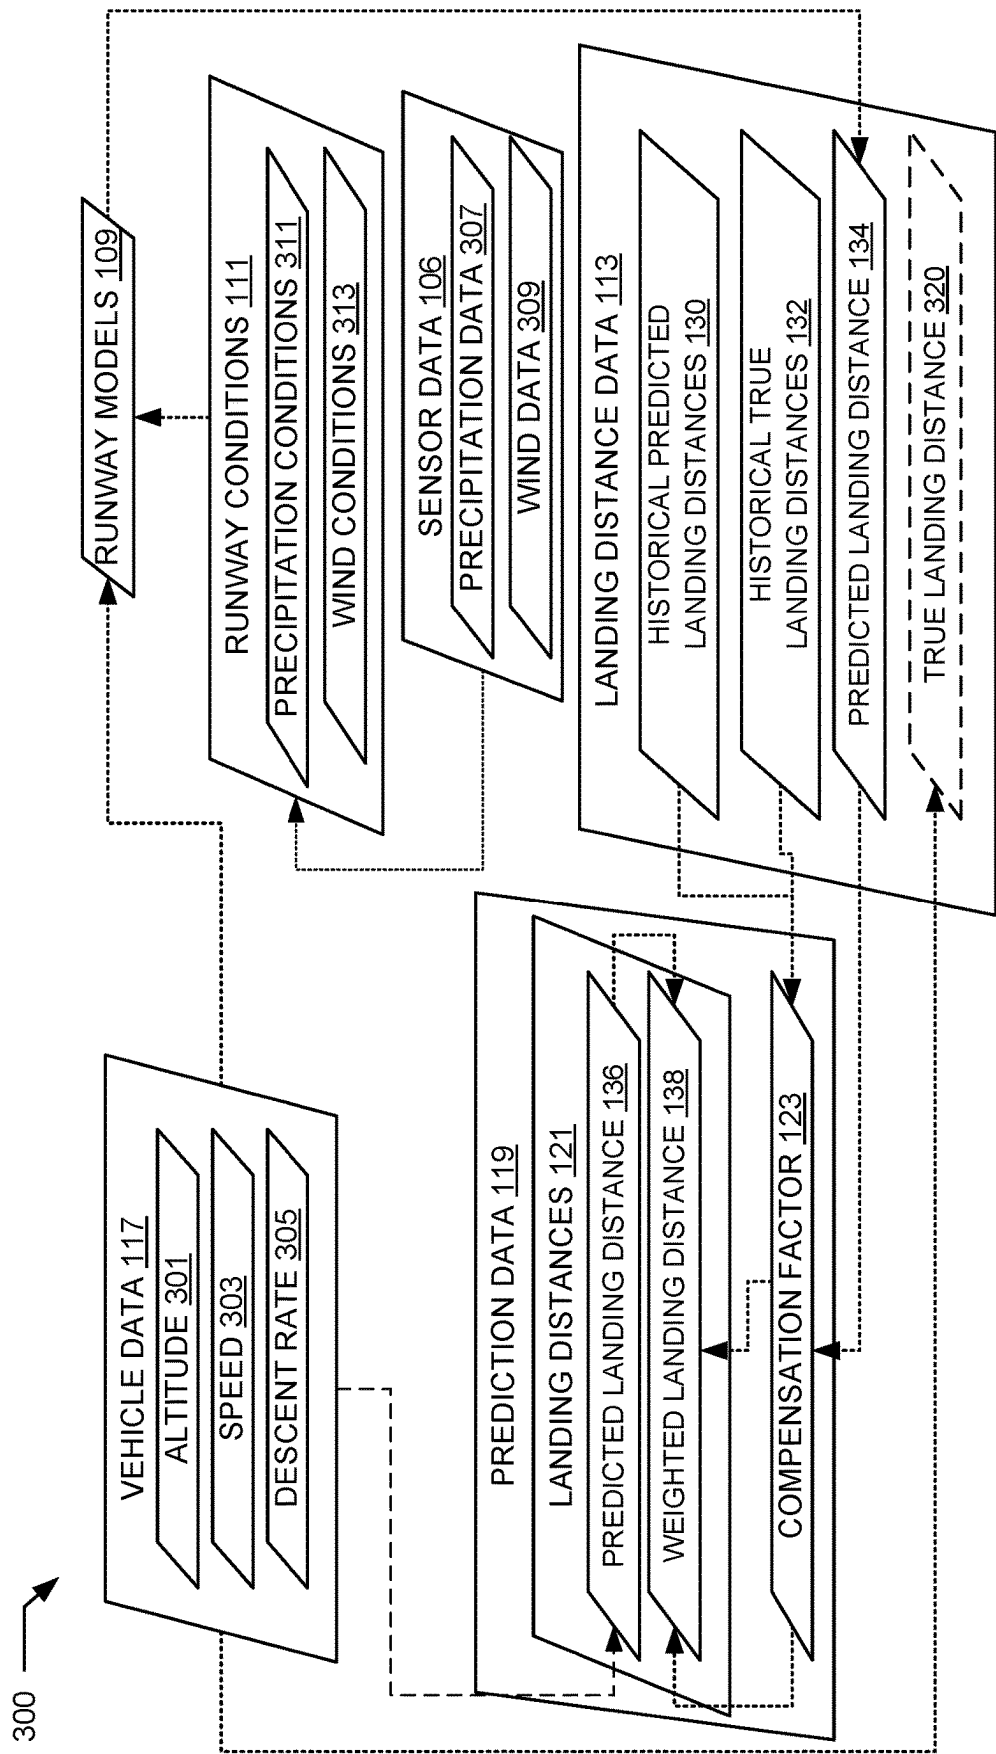 300
VEHICLE DATA 117
ALTITUDE 301
SPEED 303
DESCENT RATE 305
RUNWAY MODELS 109
RUNWAY CONDITIONS 111
PRECIPITATION CONDITIONS 311
WIND CONDITIONS 313
SENSOR DATA 106
PRECIPITATION DATA 307
WIND DATA 309
PREDICTION DATA 119
LANDING DISTANCES 121
PREDICTED LANDING DISTANCE 136
WEIGHTED LANDING DISTANCE 138
COMPENSATION FACTOR 123
LANDING DISTANCE DATA 113
HISTORICAL PREDICTED
LANDING DISTANCES 130
HISTORICAL TRUE
LANDING DISTANCES 132
PREDICTED LANDING DISTANCE 134
TRUE LANDING DISTANCE 320